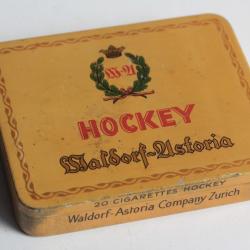 W-A
HOCKEY
Waldorf-Astoria
20 CIGARETTES HOCKEY
Waldorf-Astoria Company Zurich